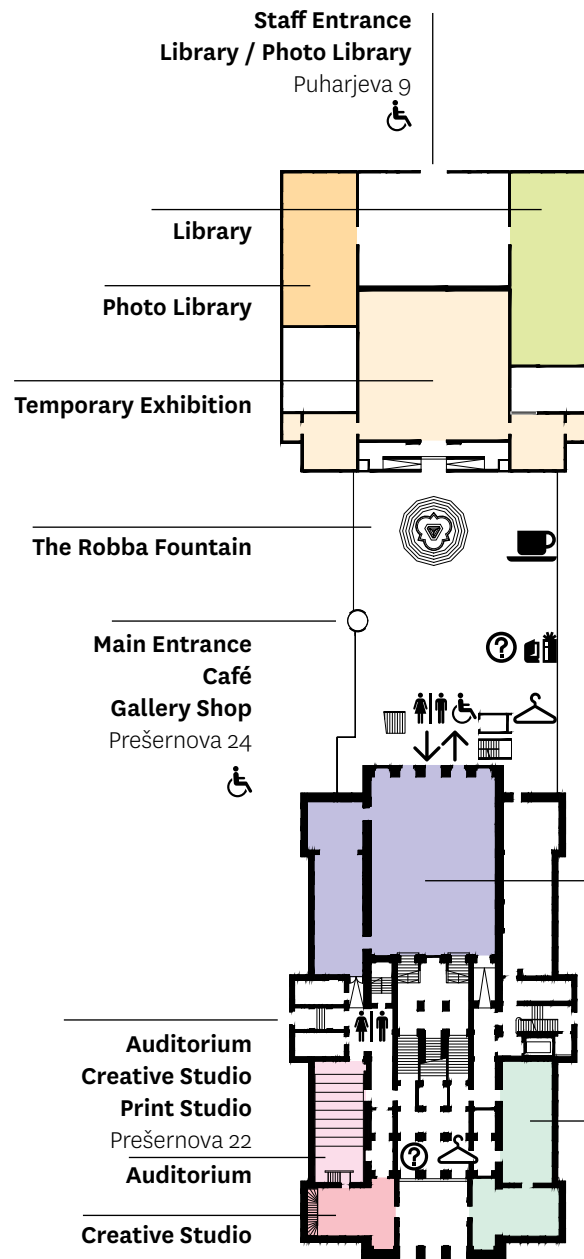 Staff Entrance
Library / Photo Library
Puharjeva 9
Library
Photo Library
Temporary Exhibition
The Robba Fountain
?
Main Entrance
Café
Gallery Shop
Prešernova 24
Auditorium
Creative Studio
Print Studio
Prešernova 22
?
Auditorium
Creative Studio